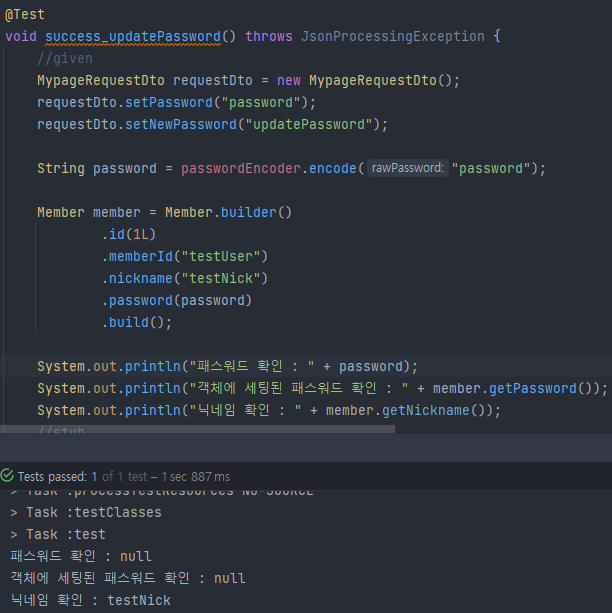 @Test
void success_updatePassword() throws JsonProcessingException {
//given
MypageRequestDto requestDto = new MypageRequestDto();
requestDto.setPassword("password");
requestDto.setNewPassword("updatePassword");
String password = passwordEncoder.encode( rawPassword: "password");
Member member = Member.builder()
.id(1L)
.memberId("testUser")
.nickname("testNick")
.password(password)
.build();
System.out.println("패스워드 확인 : " + password);
System.out.println("객체에 세팅된 패스워드 확인 : " + member.getPassword());
System.out.println("닉네임 확인 : " + member.getNickname());
//stub
Tests passed: 1 of 1 test – 1 sec 887 ms
> Task :processTestResources NO-SOURCE
> Task :testClasses
> Task :test
패스워드 확인 : null
객체에 세팅된 패스워드 확인 : null
닉네임 확인 : testNick